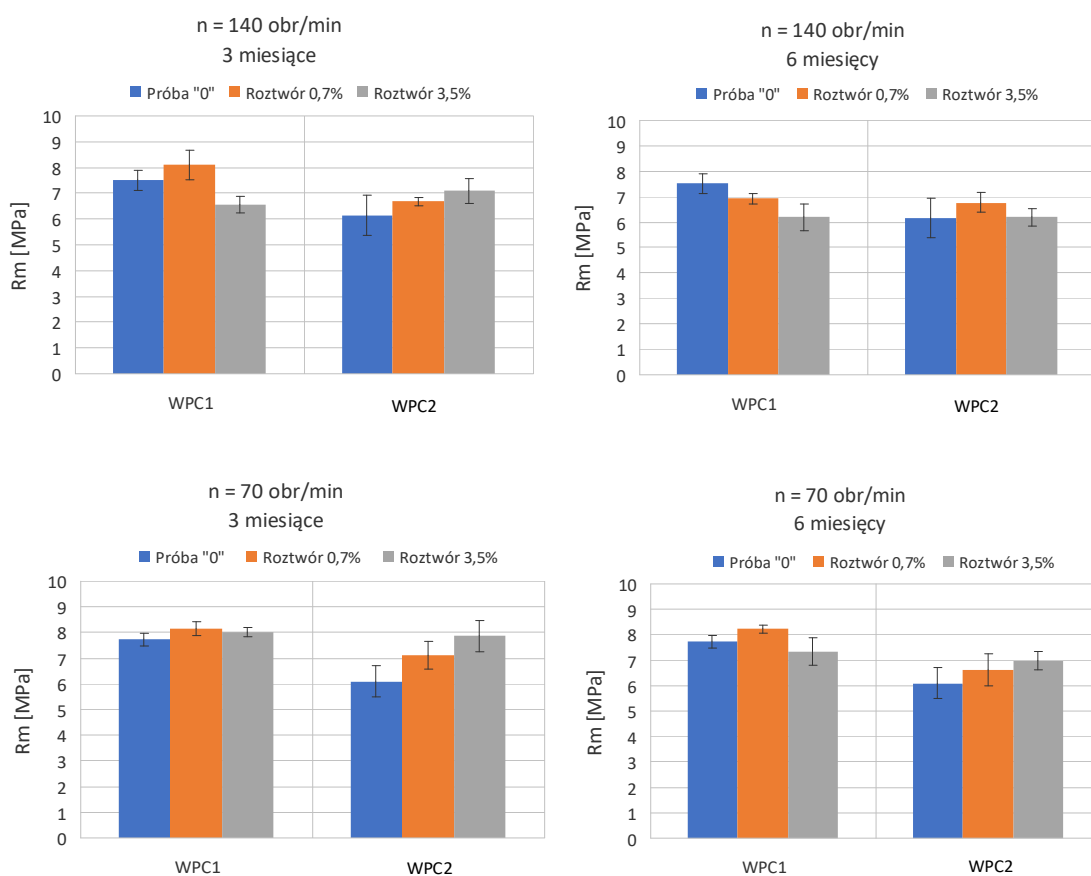 n = 140 obr/min
3 miesiące
Próba "0" Roztwór 0,7% Roztwór 3,5%
10
9
8
7
6
5
4
3
2
1
0
Rm [MPa]
WPC1 WPC2
n = 140 obr/min
6 miesięcy
Próba "0" Roztwór 0,7% Roztwór 3,5%
10
9
8
7
6
5
4
3
2
1
0
Rm [MPa]
WPC1 WPC2
n = 70 obr/min
3 miesiące
Próba "0" Roztwór 0,7% Roztwór 3,5%
10
9
8
7
6
5
4
3
2
1
0
Rm [MPa]
WPC1 WPC2
n = 70 obr/min
6 miesięcy
Próba "0" Roztwór 0,7% Roztwór 3,5%
10
9
8
7
6
5
4
3
2
1
0
Rm [MPa]
WPC1 WPC2